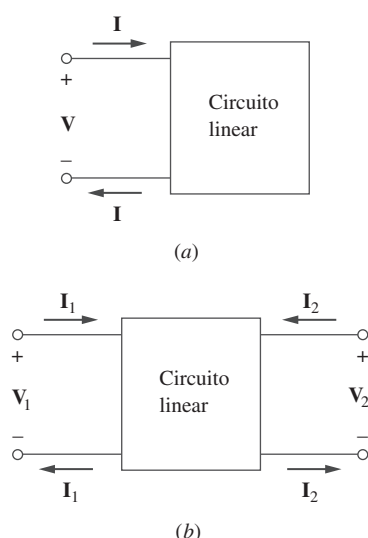 I
+
V
Circuito
linear
−
I
(a)
I₁ I₂
+ +
V₁ Circuito
linear V₂
− −
I₁ I₂
(b)